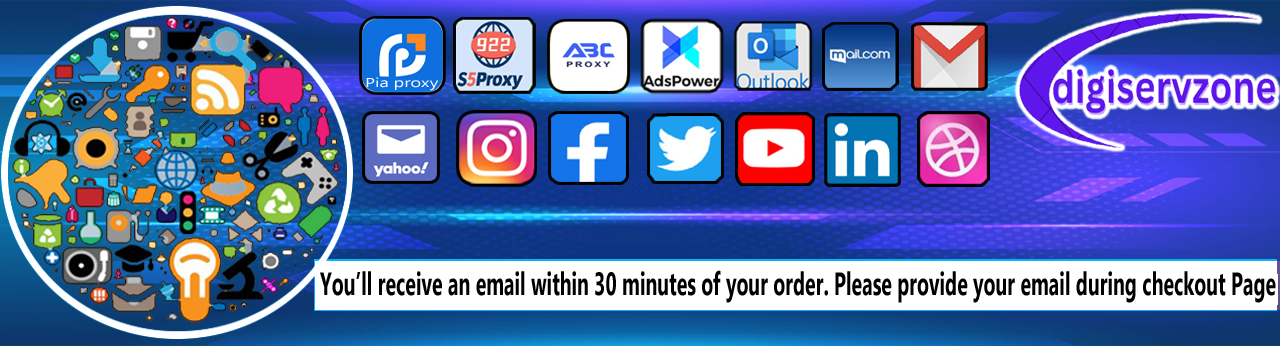 Pia proxy
922
S5Proxy
ABC
PROXY
AdsPower
Outlook
mail.com
digiservzone
yahoo!
in
You'll receive an email within 30 minutes of your order. Please provide your email during checkout Page